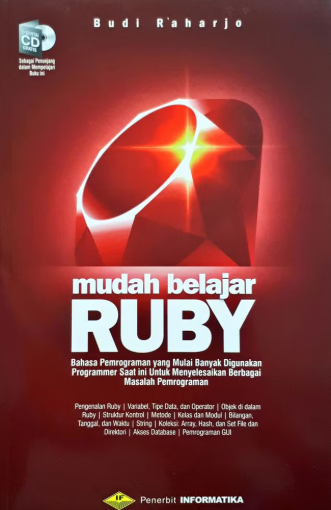 Budi Raharjo
CD
Sebagai Penunjang
dalam Mempelajari
Buku ini
mudah belajar
RUBY
Bahasa Pemrograman yang Mulai Banyak Digunakan
Programmer Saat ini Untuk Menyelesaikan Berbagai
Masalah Pemrograman
Pengenalan Ruby | Variabel, Tipe Data, dan Operator | Objek di dalam
Ruby | Struktur Kontrol | Metode | Kelas dan Modul | Bilangan,
Tanggal, dan Waktu | String | Koleksi: Array, Hash, dan Set File dan
Direktori | Akses Database | Pemrograman GUI
IF
Penerbit INFORMATIKA